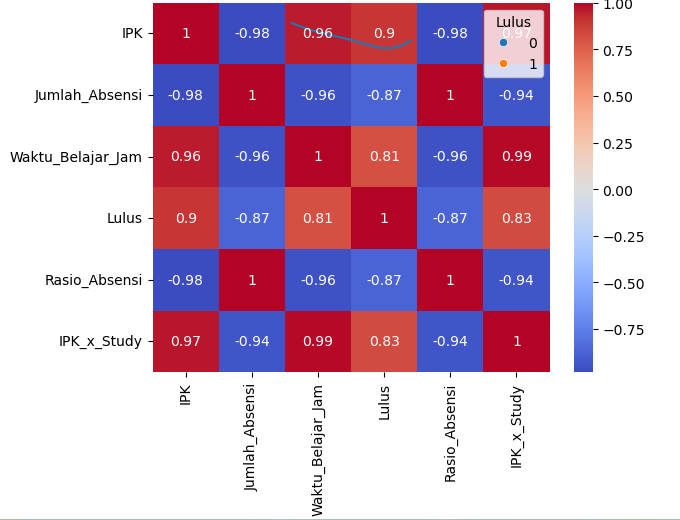 Lulus
0
1
IPK 1 -0.98 0.96 0.9 -0.98 0.97
Jumlah_Absensi -0.98 1 -0.96 -0.87 1 -0.94
Waktu_Belajar_Jam 0.96 -0.96 1 0.81 -0.96 0.99
Lulus 0.9 -0.87 0.81 1 -0.87 0.83
Rasio_Absensi -0.98 1 -0.96 -0.87 1 -0.94
IPK_x_Study 0.97 -0.94 0.99 0.83 -0.94 1
IPK
Jumlah_Absensi
Waktu_Belajar_Jam
Lulus
Rasio_Absensi
IPK_x_Study
1.00
0.75
0.50
0.25
0.00
−0.25
−0.50
−0.75